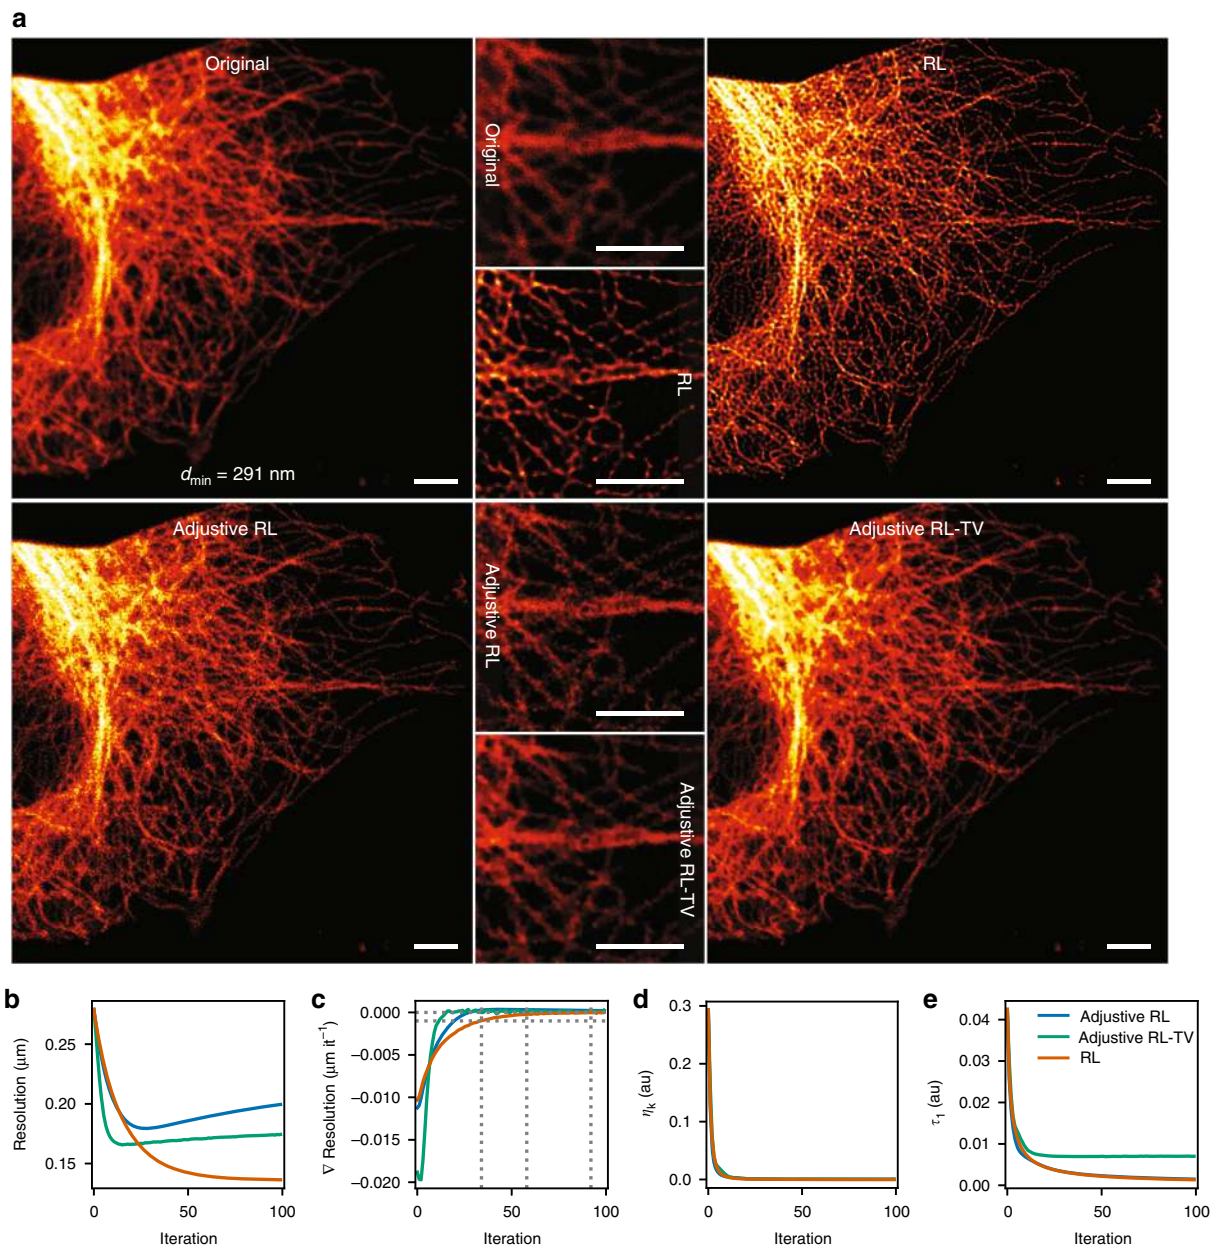 a
Original
Original
RL
RL
d_min = 291 nm
Adjustive RL
Adjustive RL
Adjustive RL-TV
Adjustive RL-TV
b
Resolution (μm)
0.25
0.20
0.15
0
50
100
Iteration
c
∇ Resolution (μm it⁻¹)
0.000
−0.005
−0.010
−0.015
−0.020
0
50
100
Iteration
d
η_k (au)
0.3
0.2
0.1
0.0
0
50
100
Iteration
e
τ_1 (au)
0.04
0.03
0.02
0.01
0.00
0
50
100
Iteration
Adjustive RL
Adjustive RL-TV
RL